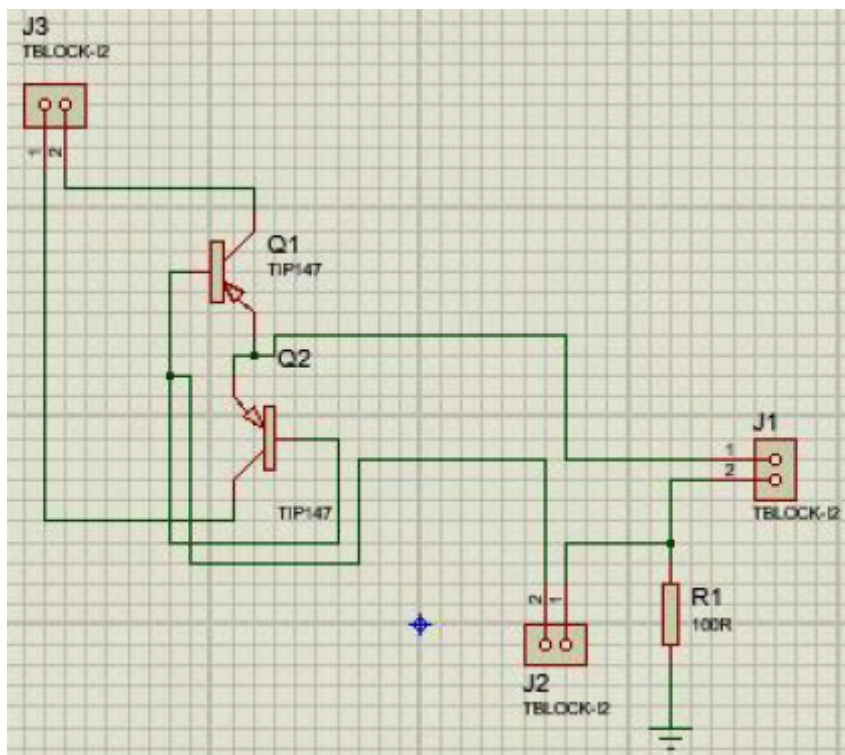 J3
TBLOCK-I2
1
2
Q1
TIP147
Q2
TIP147
J1
1
2
TBLOCK-I2
2
1
R1
100R
J2
TBLOCK-I2